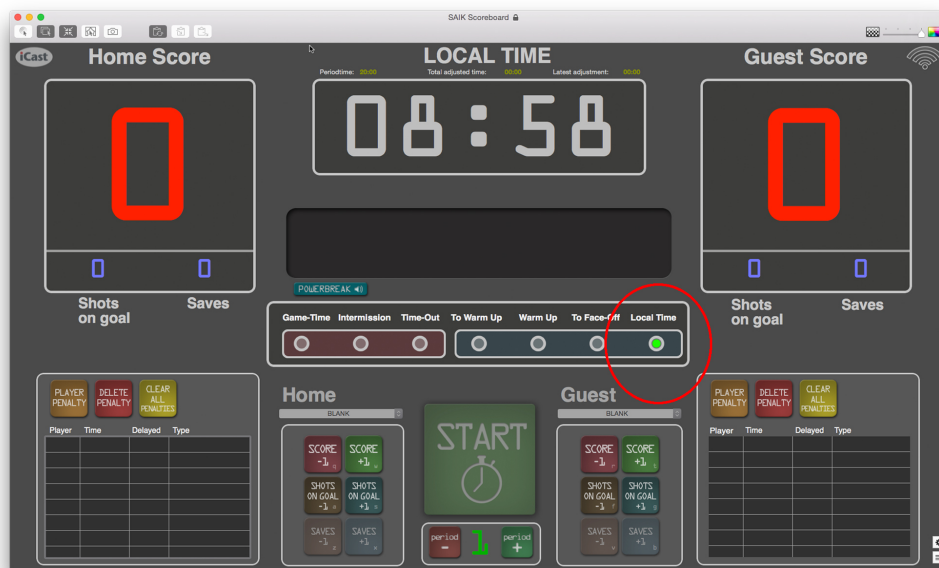 SAIK Scoreboard
iCast
Home Score
LOCAL TIME
Guest Score
Periodtime: 00:00 Total adjusted time: 00:00 Latest adjustment: 00:00
0
08:58
0
0 0
0 0
POWERBREAK
Shots
on goal
Saves
Shots
on goal
Saves
Game-Time Intermission Time-Out To Warm Up Warm Up To Face-Off Local Time
PLAYER
PENALTY
DELETE
PENALTY
CLEAR
ALL
PENALTIES
Player Time Delayed Type
Home
BLANK
SCORE
-1 q
SCORE
+1 w
SHOTS
ON GOAL
-1 a
SHOTS
ON GOAL
+1 s
SAVES
-1 z
SAVES
+1 x
START
period
-
1
period
+
Guest
BLANK
SCORE
-1 r
SCORE
+1 t
SHOTS
ON GOAL
-1 f
SHOTS
ON GOAL
+1 g
SAVES
-1 v
SAVES
+1 b
PLAYER
PENALTY
DELETE
PENALTY
CLEAR
ALL
PENALTIES
Player Time Delayed Type